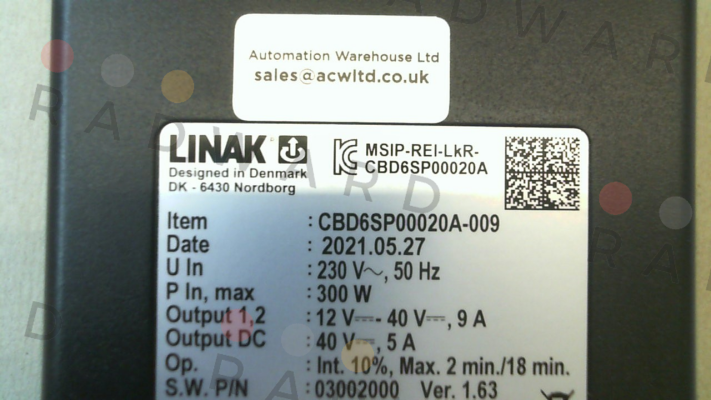 Automation Warehouse Ltd
sales@acwltd.co.uk
LINAK
Designed in Denmark
DK - 6430 Nordborg
MSIP-REI-LkR-
CBD6SP00020A
Item : CBD6SP00020A-009
Date : 2021.05.27
U In : 230 V~, 50 Hz
P In, max : 300 W
Output 1,2 : 12 V⎓- 40 V⎓, 9 A
Output DC : 40 V⎓, 5 A
Op. : Int. 10%, Max. 2 min./18 min.
S.W. P/N : 03002000 Ver. 1.63
RADWARD
RADWARD